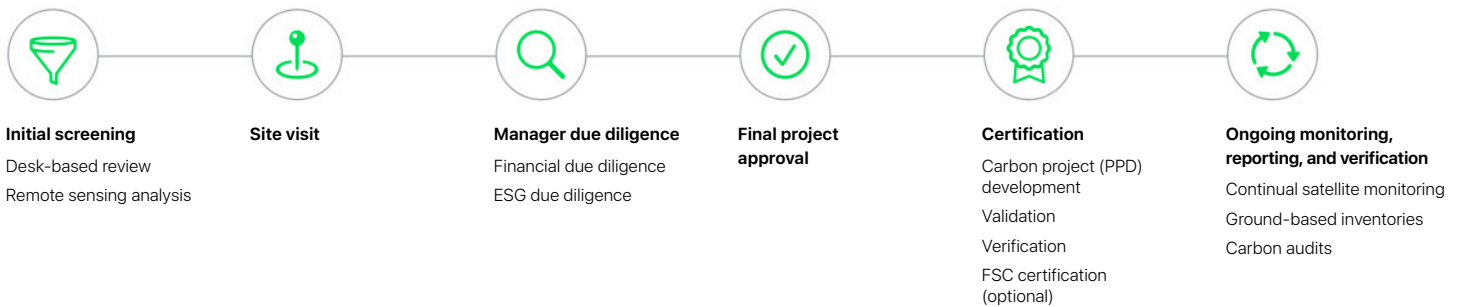 Initial screening
Desk-based review
Remote sensing analysis
Site visit
Manager due diligence
Financial due diligence
ESG due diligence
Final project
approval
Certification
Carbon project (PPD)
development
Validation
Verification
FSC certification
(optional)
Ongoing monitoring,
reporting, and verification
Continual satellite monitoring
Ground-based inventories
Carbon audits